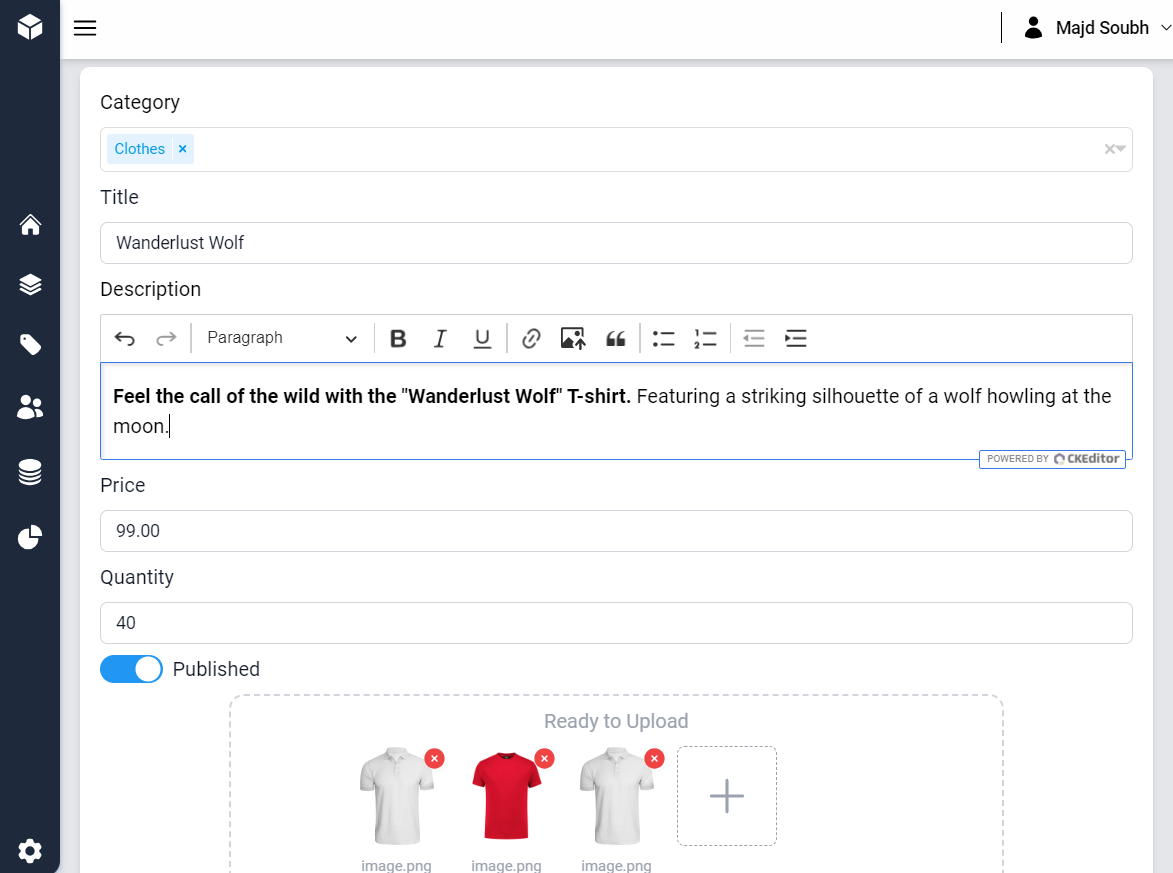 Majd Soubh
Category
Clothes ×
Title
Wanderlust Wolf
Description
Paragraph B I U
Feel the call of the wild with the "Wanderlust Wolf" T-shirt. Featuring a striking silhouette of a wolf howling at the
moon.
POWERED BY CKEditor
Price
99.00
Quantity
40
Published
Ready to Upload
image.png image.png image.png